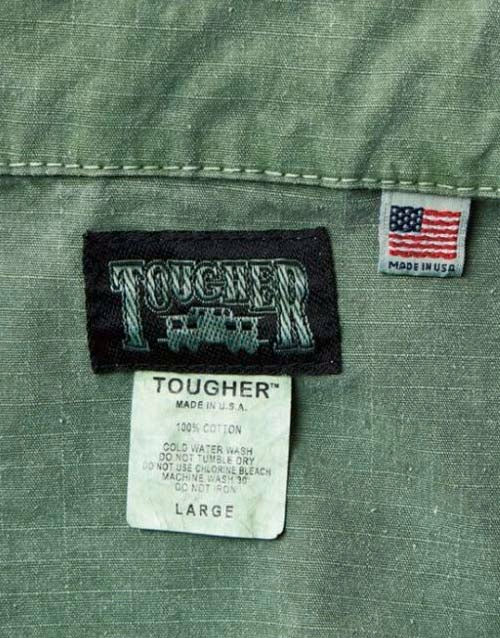 MADE IN USA
TOUGHER
TOUGHER™
MADE IN U.S.A.
100% COTTON
COLD WATER WASH
DO NOT TUMBLE DRY
DO NOT USE CHLORINE BLEACH
MACHINE WASH 30°
DO NOT IRON
LARGE